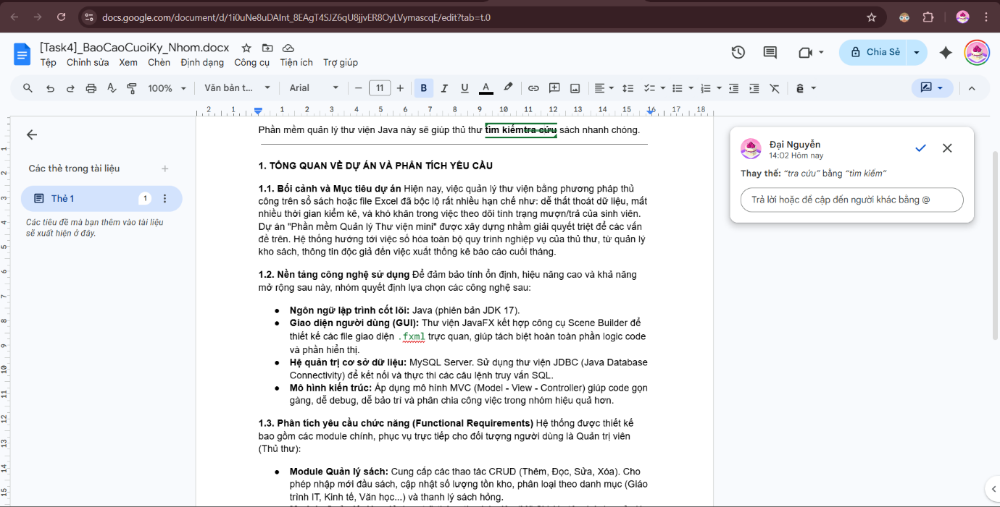 docs.google.com/document/d/1i0uNe8uDAInt_8EAgT4SJZ6qU8jjvER8OyLVymascqE/edit?tab=t.0
[Task4]_BaoCaoCuoiKy_Nhom.docx
Tệp Chỉnh sửa Xem Chèn Định dạng Công cụ Tiện ích Trợ giúp
Chia Sẻ
100% Văn bản t... Arial 11 B I U A
2 1 1 2 3 4 5 6 7 8 9 10 11 12 13 14 15 16 17 18
Các thẻ trong tài liệu
Thẻ 1 1
Các tiêu đề mà bạn thêm vào tài liệu
sẽ xuất hiện ở đây.
Phần mềm quản lý thư viện Java này sẽ giúp thủ thư tìm kiếmtra cứu sách nhanh chóng.
1. TỔNG QUAN VỀ DỰ ÁN VÀ PHÂN TÍCH YÊU CẦU
1.1. Bối cảnh và Mục tiêu dự án Hiện nay, việc quản lý thư viện bằng phương pháp thủ
công trên sổ sách hoặc file Excel đã bộc lộ rất nhiều hạn chế như: dễ thất thoát dữ liệu, mất
nhiều thời gian kiểm kê, và khó khăn trong việc theo dõi tình trạng mượn/trả của sinh viên.
Dự án "Phần mềm Quản lý Thư viện mini" được xây dựng nhằm giải quyết triệt để các vấn
đề trên. Hệ thống hướng tới việc số hóa toàn bộ quy trình nghiệp vụ của thủ thư, từ quản lý
kho sách, thông tin độc giả đến việc xuất thống kê báo cáo cuối tháng.
1.2. Nền tảng công nghệ sử dụng Để đảm bảo tính ổn định, hiệu năng cao và khả năng
mở rộng sau này, nhóm quyết định lựa chọn các công nghệ sau:
● Ngôn ngữ lập trình cốt lõi: Java (phiên bản JDK 17).
● Giao diện người dùng (GUI): Thư viện JavaFX kết hợp công cụ Scene Builder để
thiết kế các file giao diện .fxml trực quan, giúp tách biệt hoàn toàn phần logic code
và phần hiển thị.
● Hệ quản trị cơ sở dữ liệu: MySQL Server. Sử dụng thư viện JDBC (Java Database
Connectivity) để kết nối và thực thi các câu lệnh truy vấn SQL.
● Mô hình kiến trúc: Áp dụng mô hình MVC (Model - View - Controller) giúp code gọn
gàng, dễ debug, dễ bảo trì và phân chia công việc trong nhóm hiệu quả hơn.
1.3. Phân tích yêu cầu chức năng (Functional Requirements) Hệ thống được thiết kế
bao gồm các module chính, phục vụ trực tiếp cho đối tượng người dùng là Quản trị viên
(Thủ thư):
● Module Quản lý sách: Cung cấp các thao tác CRUD (Thêm, Đọc, Sửa, Xóa). Cho
phép nhập mới đầu sách, cập nhật số lượng tồn kho, phân loại theo danh mục (Giáo
trình IT, Kinh tế, Văn học...) và thanh lý sách hỏng.
Đại Nguyễn
14:02 Hôm nay
Thay thế: "tra cứu" bằng "tìm kiếm"
Trả lời hoặc đề cập đến người khác bằng @